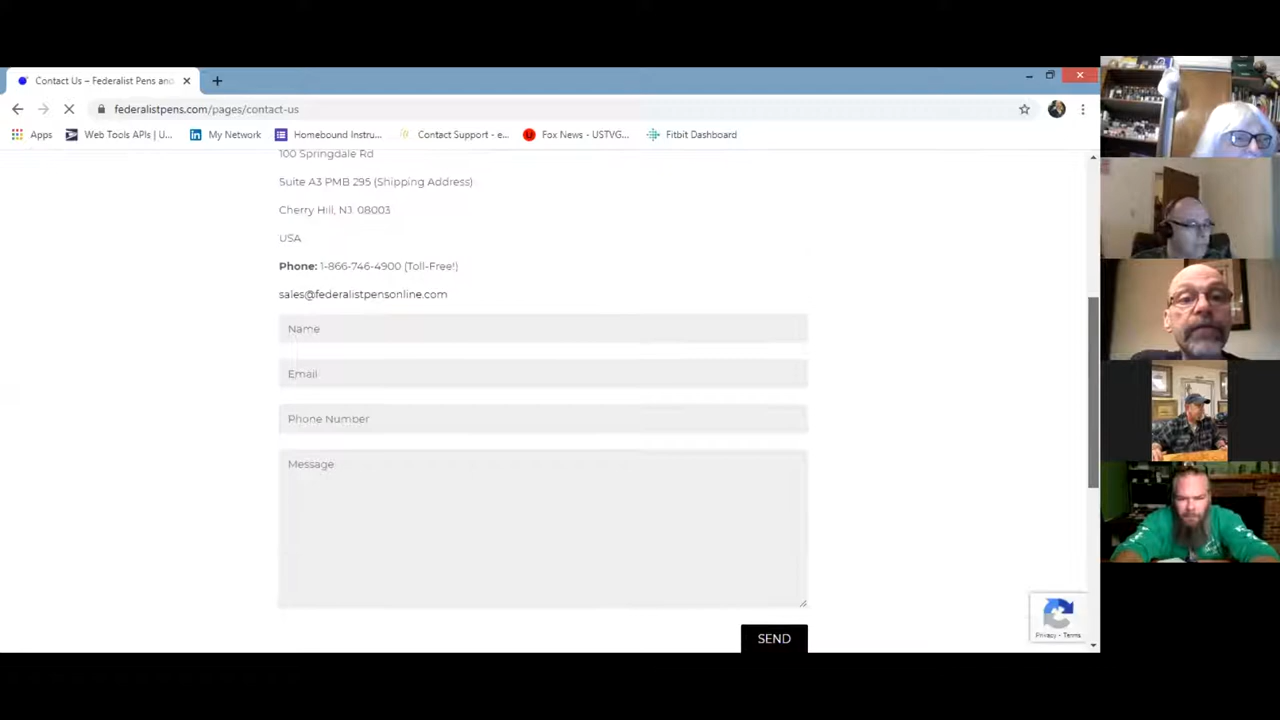 Contact Us – Federalist Pens and
federalistpens.com/pages/contact-us
Apps Web Tools APIs | U... My Network Homebound Instru... Contact Support - e... Fox News - USTVG... Fitbit Dashboard
100 Springdale Rd
Suite A3 PMB 295 (Shipping Address)
Cherry Hill, NJ. 08003
USA
Phone: 1-866-746-4900 (Toll-Free!)
sales@federalistpensonline.com
Name
Email
Phone Number
Message
SEND
Privacy - Terms